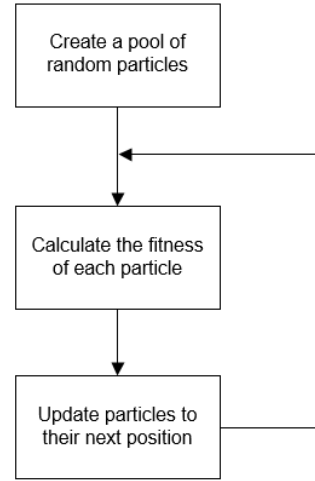 Create a pool of
random particles
Calculate the fitness
of each particle
Update particles to
their next position